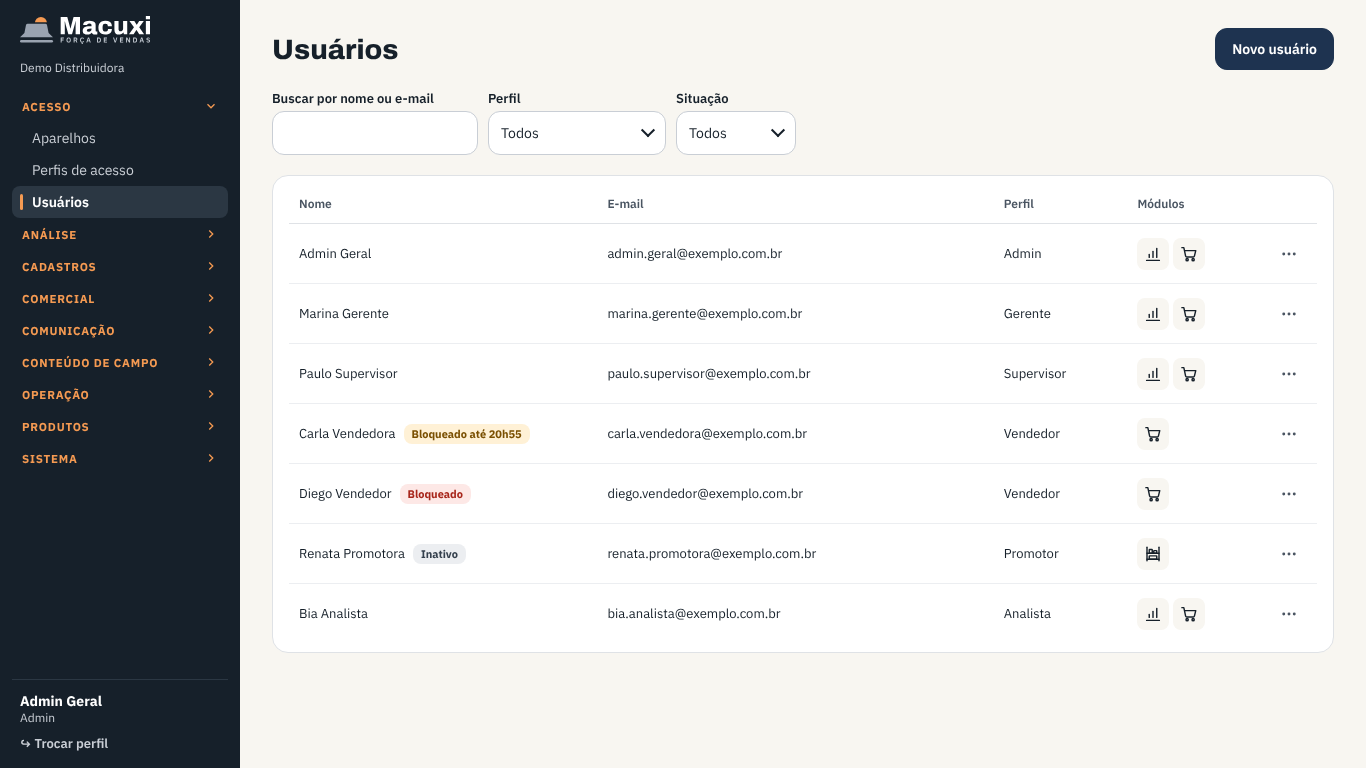 Macuxi
FORÇA DE VENDAS
Demo Distribuidora
ACESSO
Aparelhos
Perfis de acesso
Usuários
ANÁLISE
CADASTROS
COMERCIAL
COMUNICAÇÃO
CONTEÚDO DE CAMPO
OPERAÇÃO
PRODUTOS
SISTEMA
Admin Geral
Admin
Trocar perfil
Usuários
Novo usuário
Buscar por nome ou e-mail Perfil Situação
Todos Todos
Nome E-mail Perfil Módulos
Admin Geral admin.geral@exemplo.com.br Admin
Marina Gerente marina.gerente@exemplo.com.br Gerente
Paulo Supervisor paulo.supervisor@exemplo.com.br Supervisor
Carla Vendedora Bloqueado até 20h55 carla.vendedora@exemplo.com.br Vendedor
Diego Vendedor Bloqueado diego.vendedor@exemplo.com.br Vendedor
Renata Promotora Inativo renata.promotora@exemplo.com.br Promotor
Bia Analista bia.analista@exemplo.com.br Analista